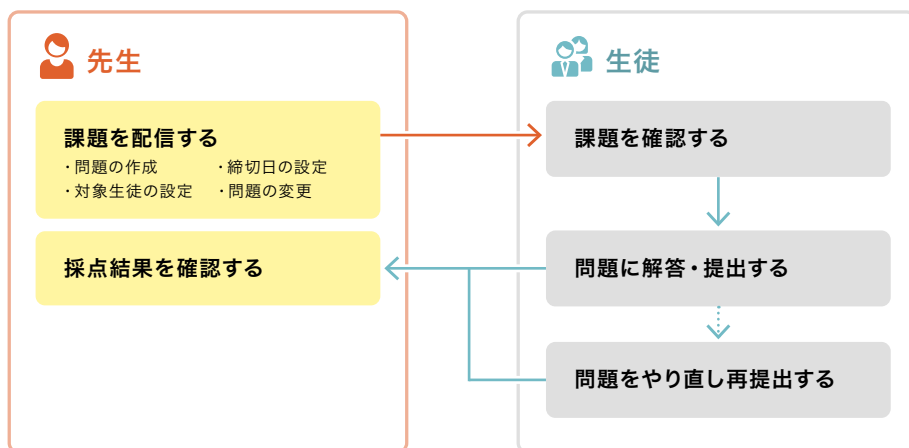 先生
課題を配信する
・問題の作成 ・締切日の設定
・対象生徒の設定 ・問題の変更
採点結果を確認する
生徒
課題を確認する
問題に解答・提出する
問題をやり直し再提出する